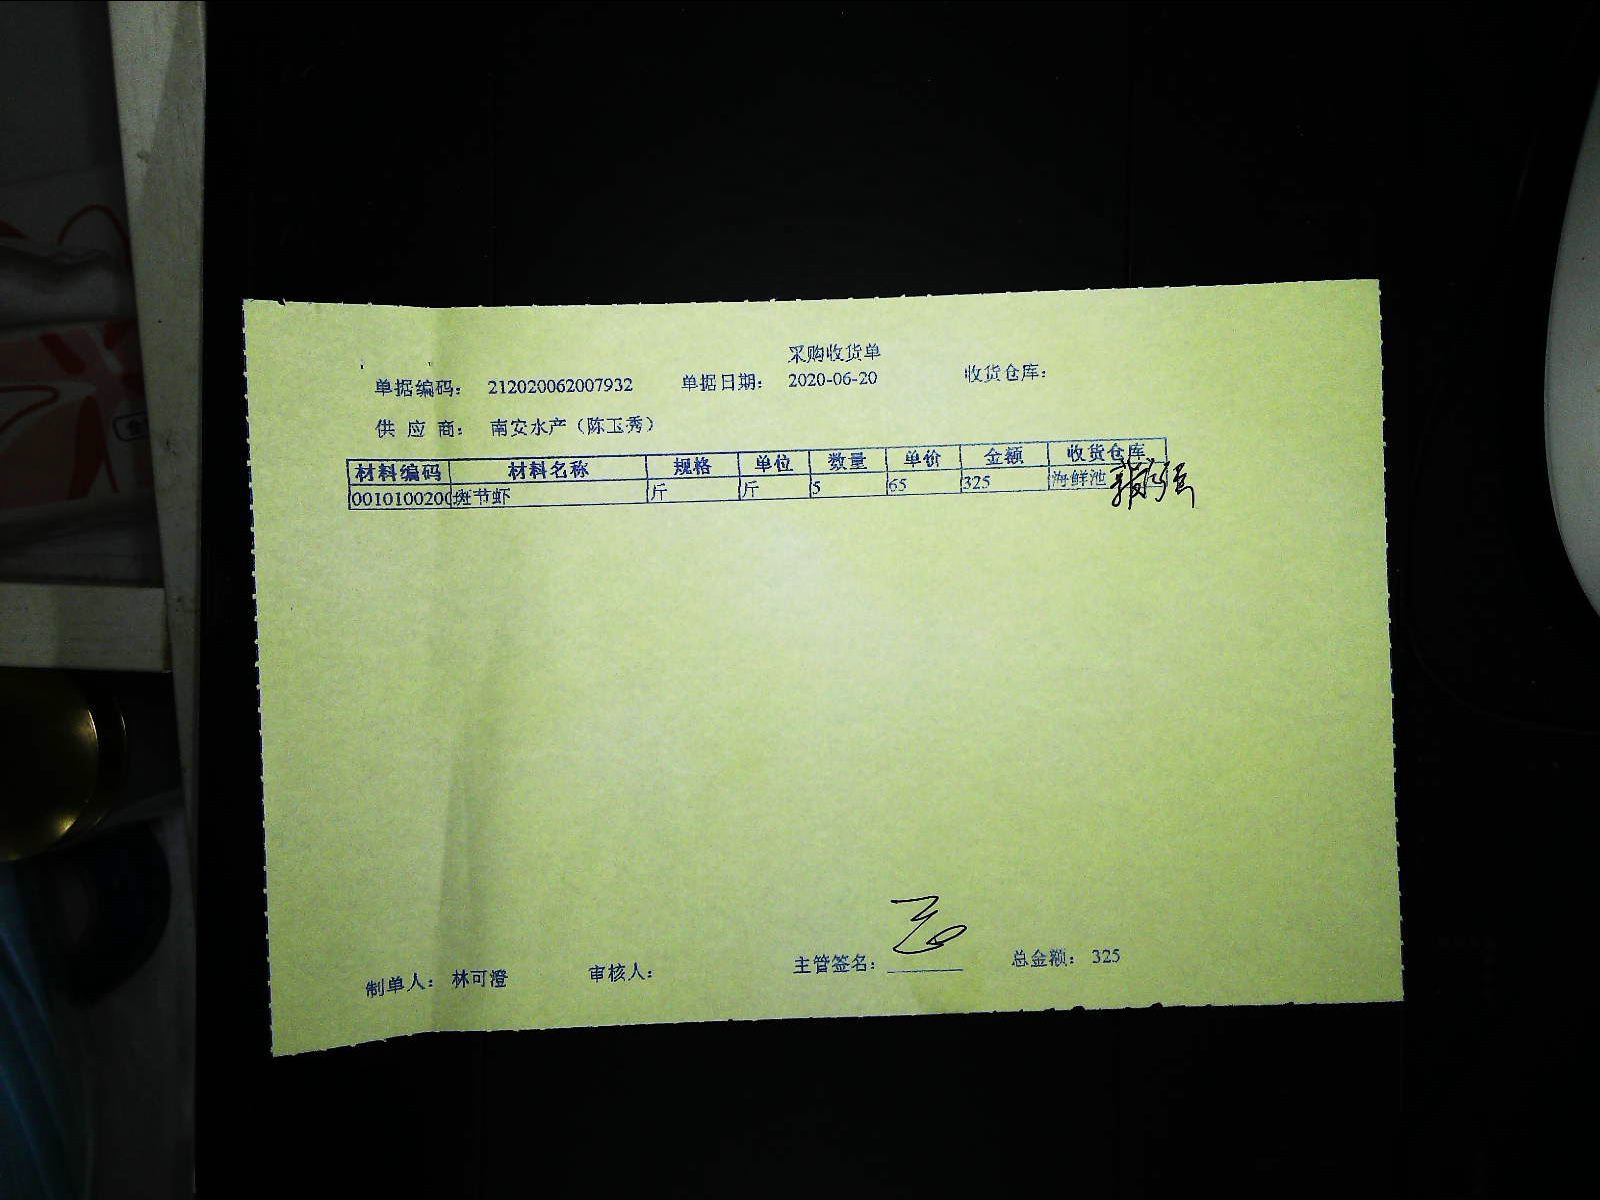 采购收货单
单据编码： 212020062007932 单据日期： 2020-06-20 收货仓库：
供 应 商： 南安水产（陈玉秀）
材料编码 材料名称 规格 单位 数量 单价 金额 收货仓库
0010100200 斑节虾 斤 斤 5 65 325 海鲜池
制单人： 林可澄 审核人： 主管签名： 总金额： 325